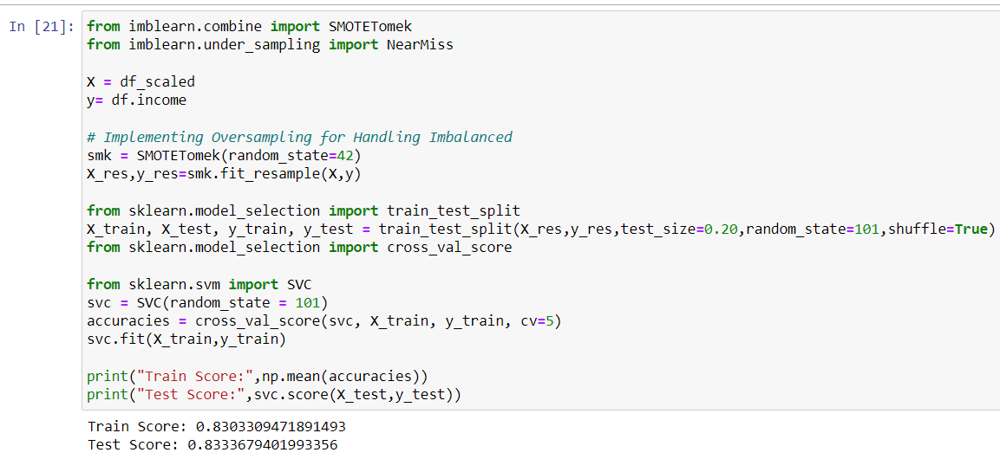 In [21]: from imblearn.combine import SMOTETomek
from imblearn.under_sampling import NearMiss
X = df_scaled
y= df.income
# Implementing Oversampling for Handling Imbalanced
smk = SMOTETomek(random_state=42)
X_res,y_res=smk.fit_resample(X,y)
from sklearn.model_selection import train_test_split
X_train, X_test, y_train, y_test = train_test_split(X_res,y_res,test_size=0.20,random_state=101,shuffle=True)
from sklearn.model_selection import cross_val_score
from sklearn.svm import SVC
svc = SVC(random_state = 101)
accuracies = cross_val_score(svc, X_train, y_train, cv=5)
svc.fit(X_train,y_train)
print("Train Score:",np.mean(accuracies))
print("Test Score:",svc.score(X_test,y_test))
Train Score: 0.8303309471891493
Test Score: 0.8333679401993356